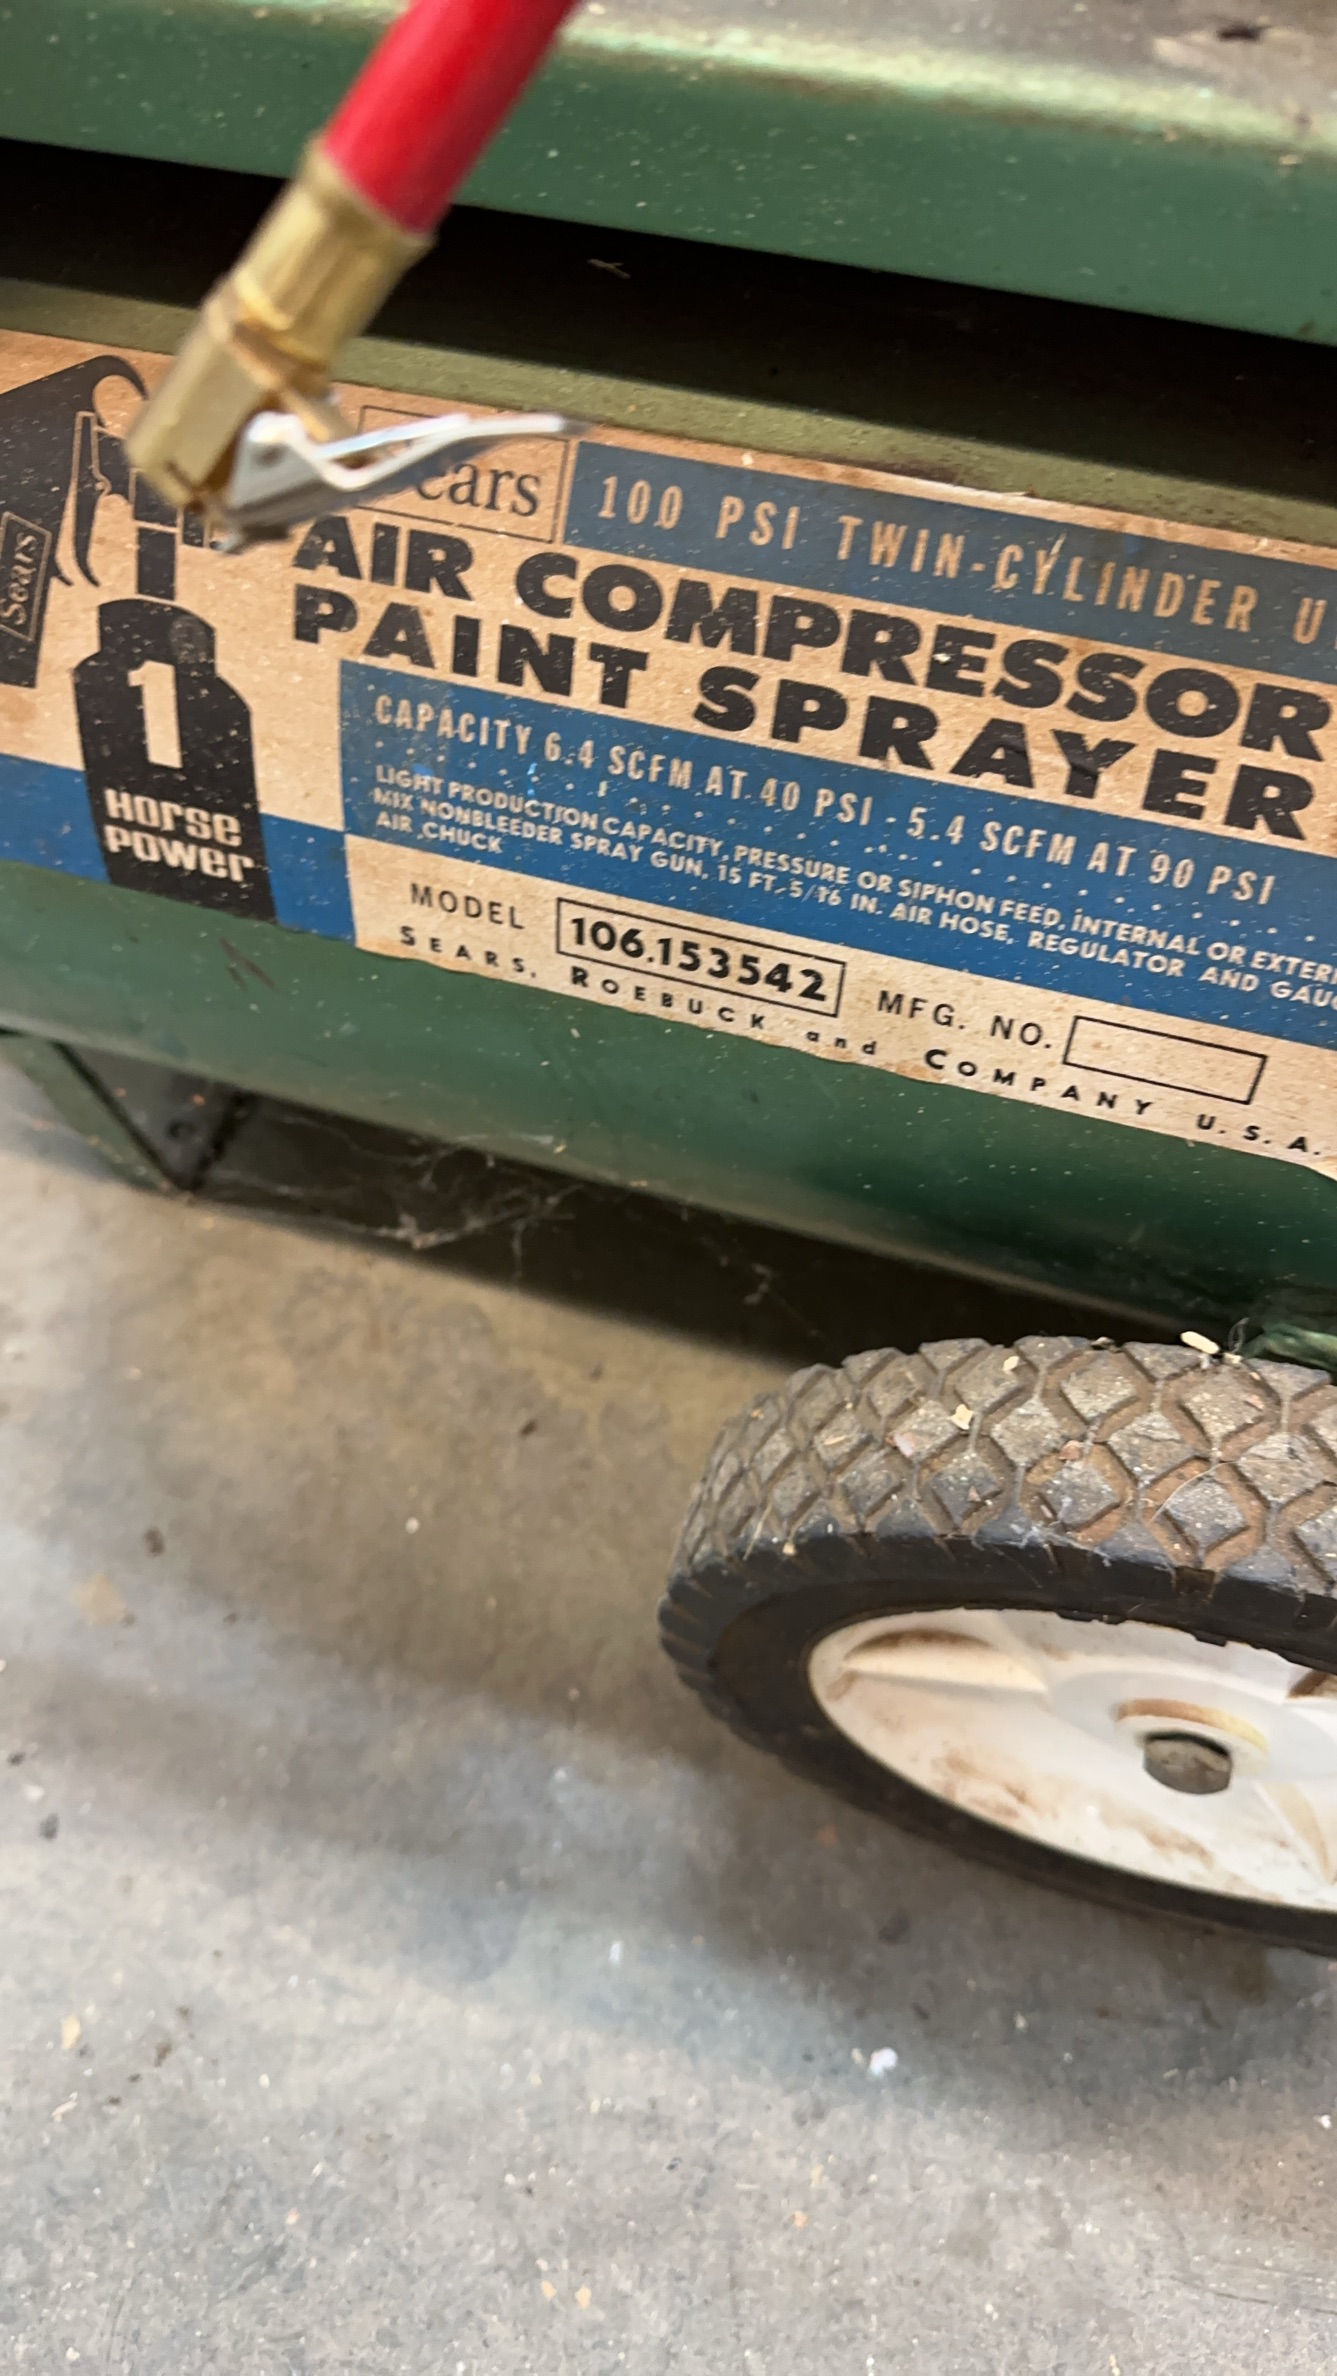 Sears
100 PSI TWIN-CYLINDER
AIR COMPRESSOR
PAINT SPRAYER
1
Horse
Power
CAPACITY 6.4 SCFM AT 40 PSI - 5.4 SCFM AT 90 PSI
LIGHT PRODUCTION CAPACITY, PRESSURE OR SIPHON FEED, INTERNAL OR
MIX NONBLEEDER SPRAY GUN, 15 FT. 5/16 IN. AIR HOSE, REGULATOR AND
AIR CHUCK
MODEL 106.153542 MFG. NO.
SEARS, ROEBUCK and COMPANY U.S.A.